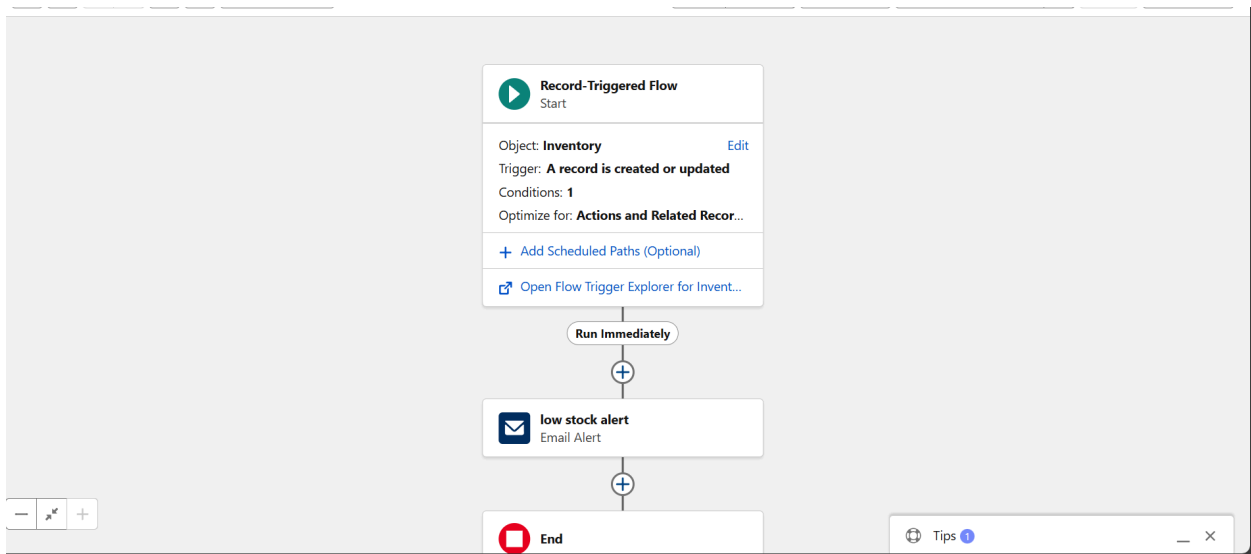 Record-Triggered Flow
Start
Object: Inventory Edit
Trigger: A record is created or updated
Conditions: 1
Optimize for: Actions and Related Recor...
Add Scheduled Paths (Optional)
Open Flow Trigger Explorer for Invent...
Run Immediately
low stock alert
Email Alert
End
Tips 1